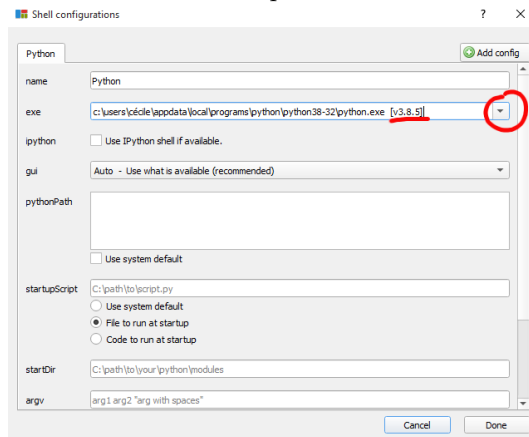 Shell configurations
Python
Add config
name Python
exe c:\users\cécile\appdata\local\programs\python\python38-32\python.exe [v3.8.5]
ipython Use IPython shell if available.
gui Auto - Use what is available (recommended)
pythonPath
Use system default
startupScript C:\path\to\script.py
Use system default
File to run at startup
Code to run at startup
startDir C:\path\to\your\python\modules
argv arg1 arg2 "arg with spaces"
Cancel Done